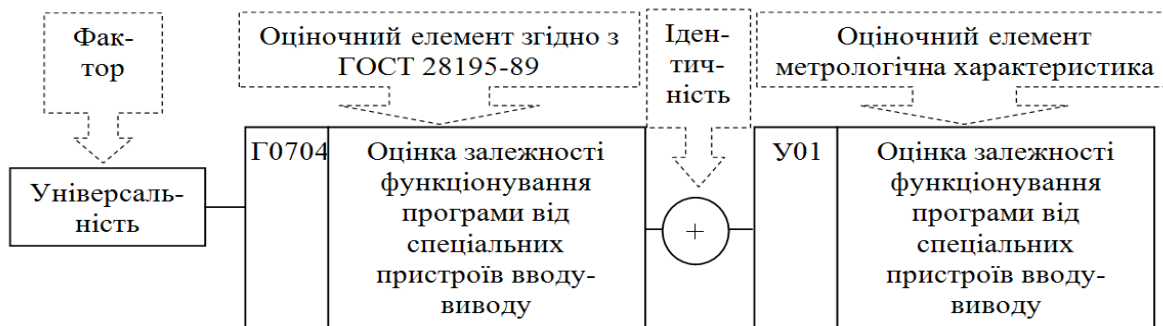 Фак-
тор
Оціночний елемент згідно з
ГОСТ 28195-89
Іден-
тич-
ність
Оціночний елемент
метрологічна характеристика
Універсаль-
ність
Г0704
Оцінка залежності
функціонування
програми від
спеціальних
пристроїв вводу-
виводу
+
У01
Оцінка залежності
функціонування
програми від
спеціальних
пристроїв вводу-
виводу